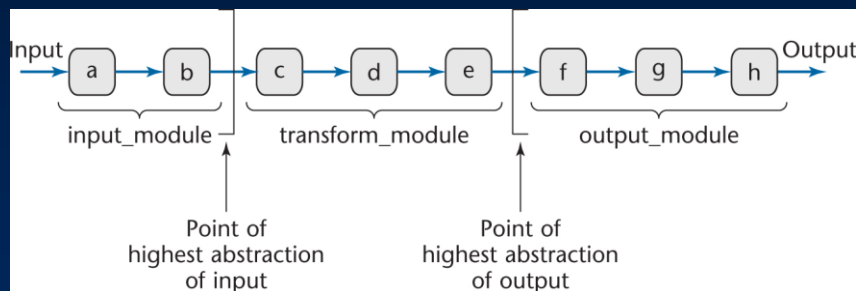 Input
Output
a
b
c
d
e
f
g
h
input_module
transform_module
output_module
Point of
highest abstraction
of input
Point of
highest abstraction
of output